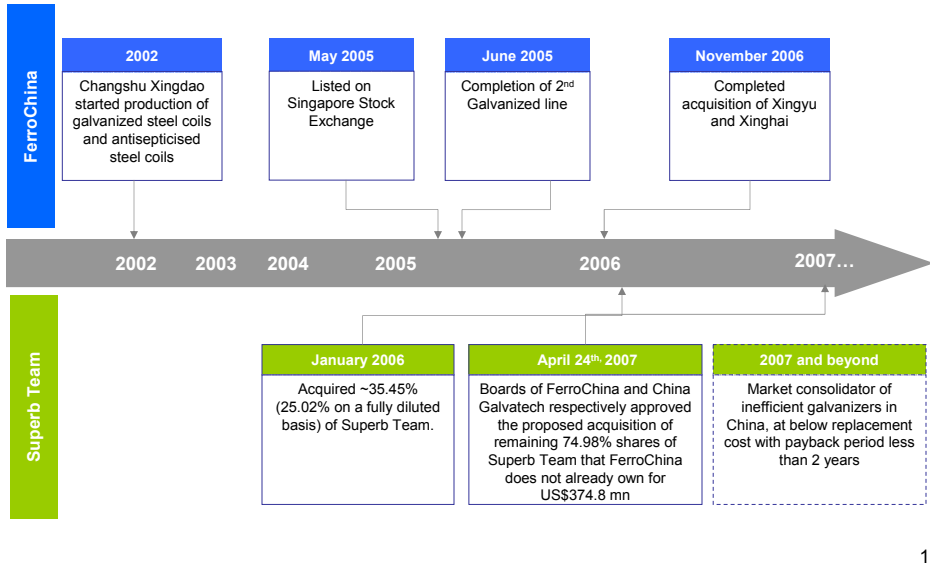 FerroChina
2002
Changshu Xingdao
started production of
galvanized steel coils
and antisepticised
steel coils
May 2005
Listed on
Singapore Stock
Exchange
June 2005
Completion of 2nd
Galvanized line
November 2006
Completed
acquisition of Xingyu
and Xinghai
2002 2003 2004 2005 2006 2007…
Superb Team
January 2006
Acquired ~35.45%
(25.02% on a fully diluted
basis) of Superb Team.
April 24th, 2007
Boards of FerroChina and China
Galvatech respectively approved
the proposed acquisition of
remaining 74.98% shares of
Superb Team that FerroChina
does not already own for
US$374.8 mn
2007 and beyond
Market consolidator of
inefficient galvanizers in
China, at below replacement
cost with payback period less
than 2 years
1